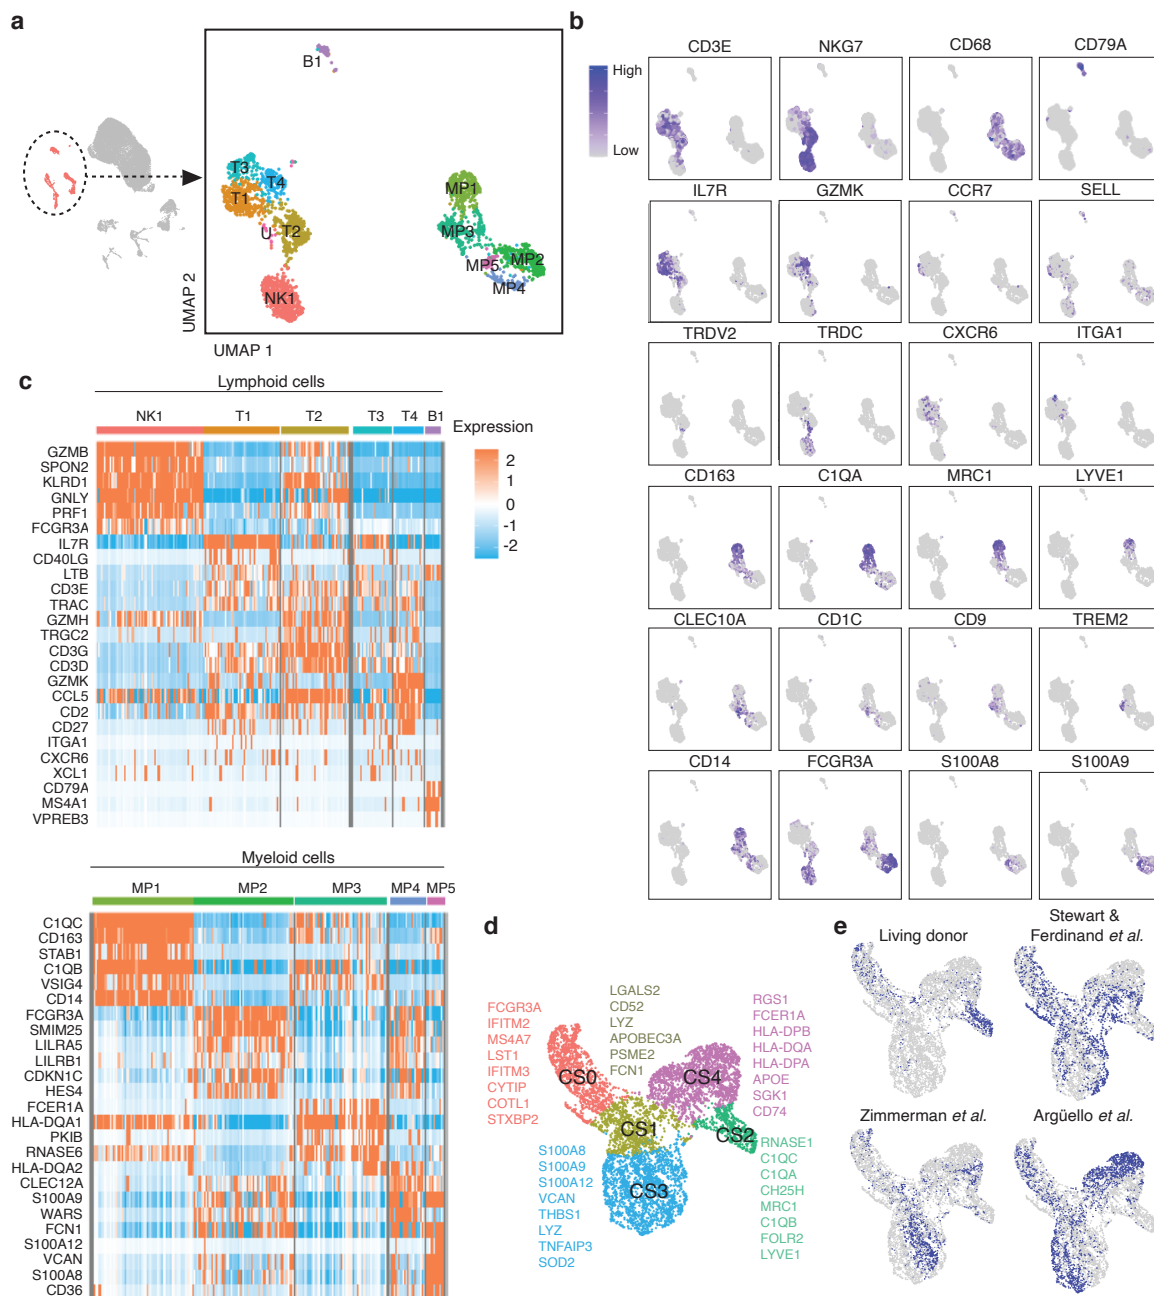 a
B1
T3
T4
T1
U
T2
NK1
MP1
MP3
MP2
MP5
MP4
UMAP 2
UMAP 1
b
High
Low
CD3E NKG7 CD68 CD79A
IL7R GZMK CCR7 SELL
TRDV2 TRDC CXCR6 ITGA1
CD163 C1QA MRC1 LYVE1
CLEC10A CD1C CD9 TREM2
CD14 FCGR3A S100A8 S100A9
c
Lymphoid cells
NK1 T1 T2 T3 T4 B1
Expression
2
1
0
-1
-2
GZMB
SPON2
KLRD1
GNLY
PRF1
FCGR3A
IL7R
CD40LG
LTB
CD3E
TRAC
GZMH
TRGC2
CD3G
CD3D
GZMK
CCL5
CD2
CD27
ITGA1
CXCR6
XCL1
CD79A
MS4A1
VPREB3
Myeloid cells
MP1 MP2 MP3 MP4 MP5
C1QC
CD163
STAB1
C1QB
VSIG4
CD14
FCGR3A
SMIM25
LILRA5
LILRB1
CDKN1C
HES4
FCER1A
HLA-DQA1
PKIB
RNASE6
HLA-DQA2
CLEC12A
S100A9
WARS
FCN1
S100A12
VCAN
S100A8
CD36
d
FCGR3A
IFITM2
MS4A7
LST1
IFITM3
CYTIP
COTL1
STXBP2
LGALS2
CD52
LYZ
APOBEC3A
PSME2
FCN1
RGS1
FCER1A
HLA-DPB
HLA-DQA
HLA-DPA
APOE
SGK1
CD74
CS0
CS4
CS1
CS2
CS3
S100A8
S100A9
S100A12
VCAN
THBS1
LYZ
TNFAIP3
SOD2
RNASE1
C1QC
C1QA
CH25H
MRC1
C1QB
FOLR2
LYVE1
e
Living donor
Stewart &
Ferdinand et al.
Zimmerman et al.
Argüello et al.